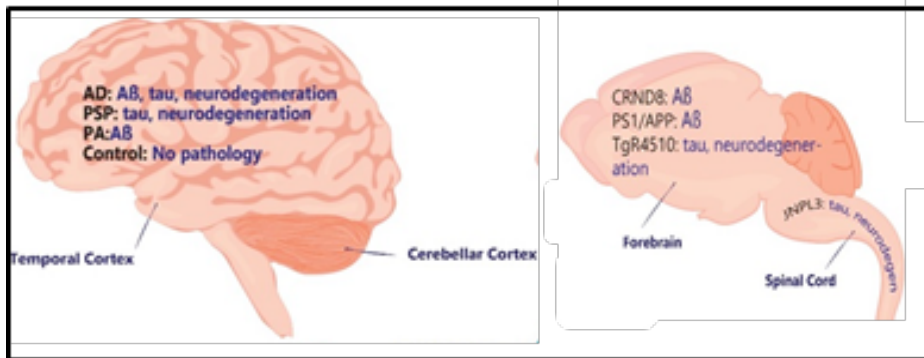 AD: Aß, tau, neurodegeneration
PSP: tau, neurodegeneration
PA:Aß
Control: No pathology
Temporal Cortex
Cerebellar Cortex
CRND8: Aß
PS1/APP: Aß
TgR4510: tau, neurodegener-
ation
JNPL3: tau, neurodegen
Forebrain
Spinal Cord